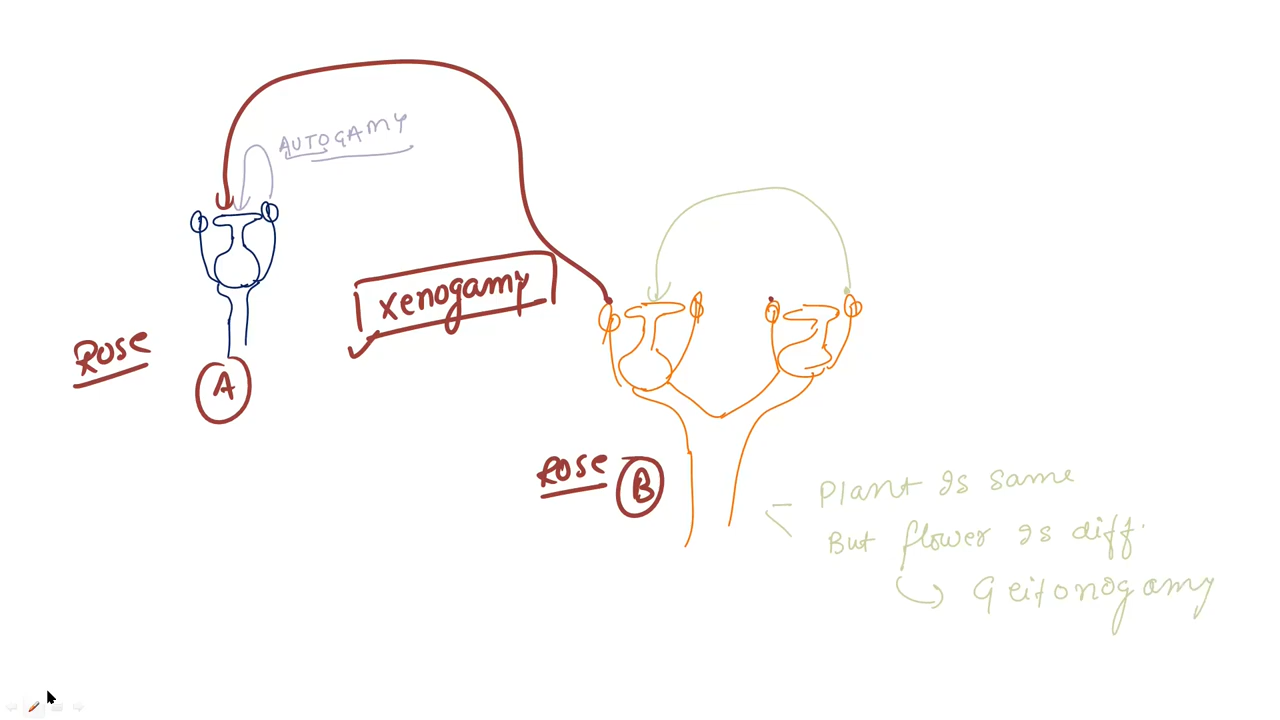 AUTOGAMY
xenogamy
Rose
A
Rose
B
Plant is same
But flower is diff.
Geitonogamy